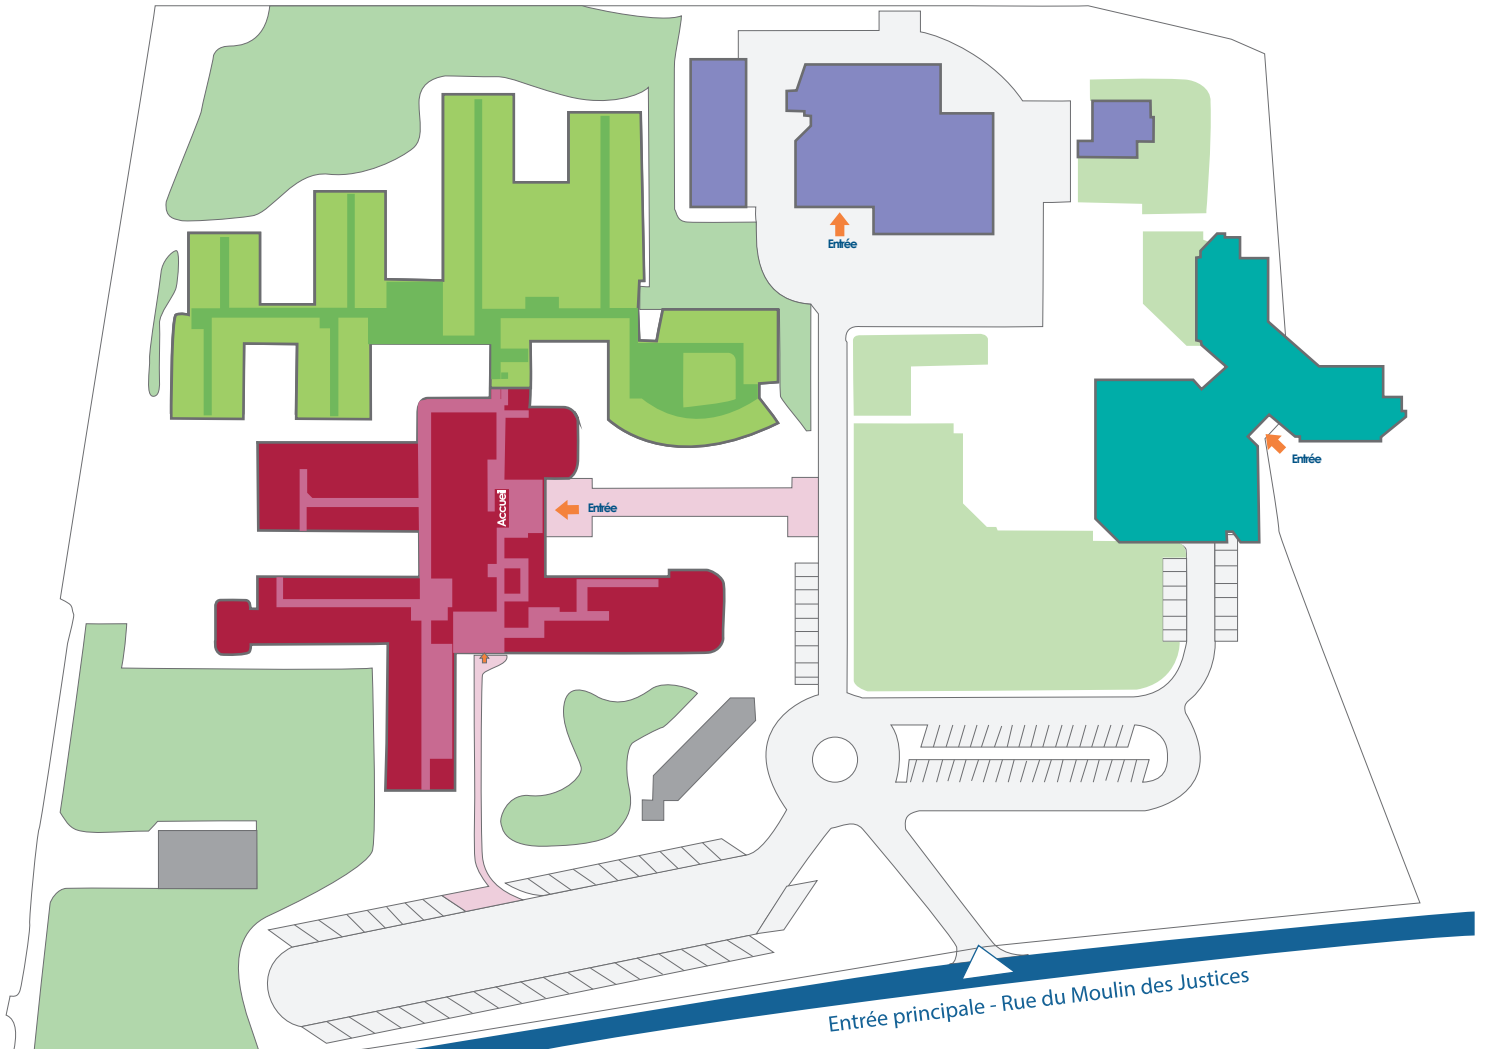 Entrée
Entrée
Accueil
Entrée
Entrée principale - Rue du Moulin des Justices